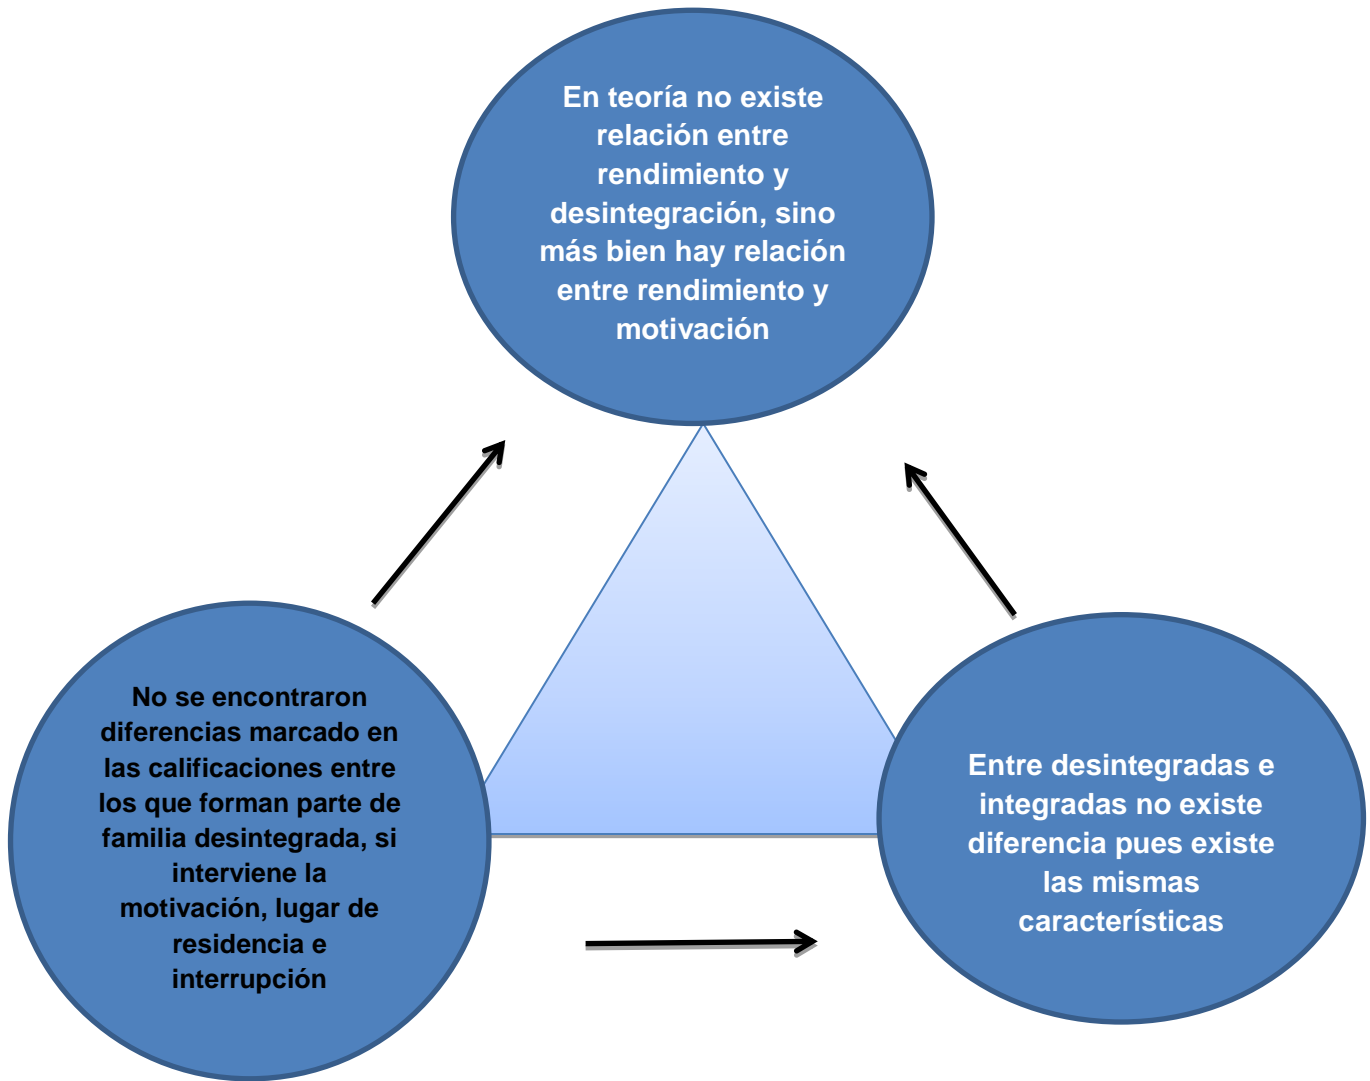 En teoría no existe
relación entre
rendimiento y
desintegración, sino
más bien hay relación
entre rendimiento y
motivación
No se encontraron
diferencias marcado en
las calificaciones entre
los que forman parte de
familia desintegrada, si
interviene la
motivación, lugar de
residencia e
interrupción
Entre desintegradas e
integradas no existe
diferencia pues existe
las mismas
características